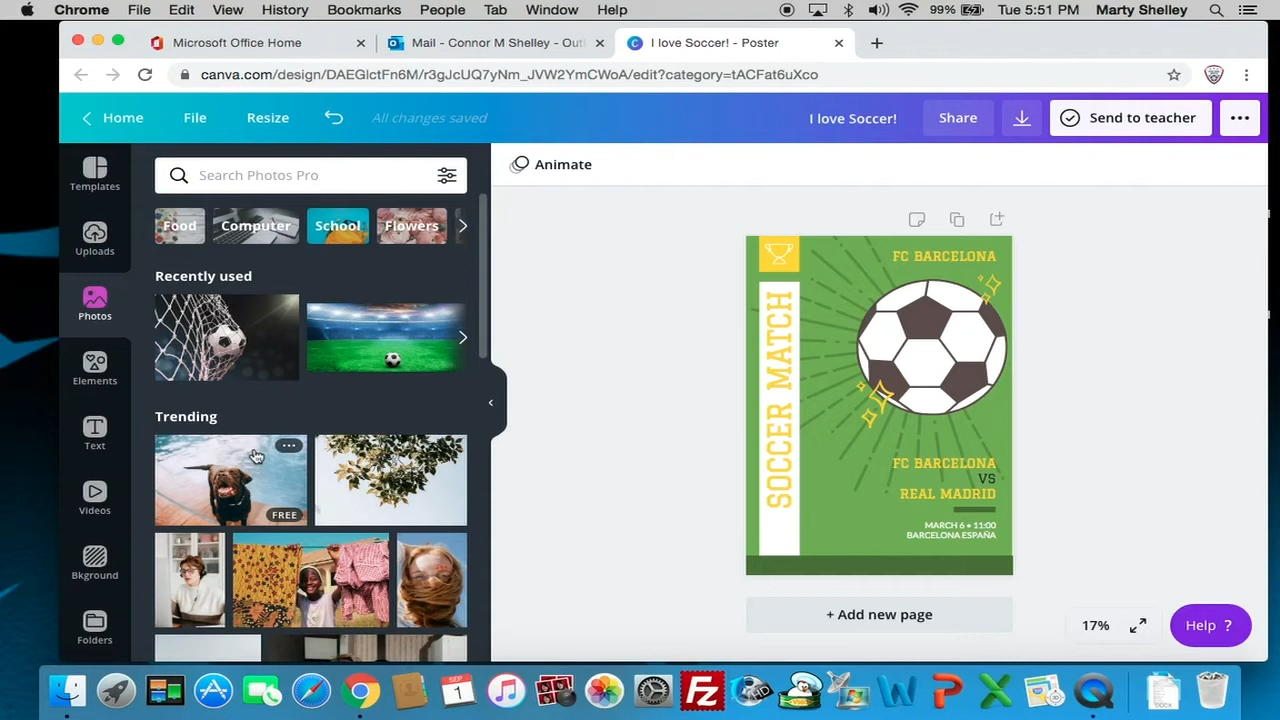 Chrome File Edit View History Bookmarks People Tab Window Help 99% Tue 5:51 PM Marty Shelley
Microsoft Office Home Mail - Connor M Shelley - Outl I love Soccer! - Poster
canva.com/design/DAEGlctFn6M/r3gJcUQ7yNm_JVW2YmCWoA/edit?category=tACFat6uXco
Home File Resize All changes saved I love Soccer! Share Send to teacher
Templates
Uploads
Photos
Elements
Text
Videos
Bkground
Folders
Search Photos Pro
Food Computer School Flowers
Recently used
Trending
FREE
Animate
FC BARCELONA
SOCCER MATCH
FC BARCELONA
VS
REAL MADRID
MARCH 6 • 11:00
BARCELONA ESPAÑA
+ Add new page
17%
Help ?
SEP
1
DOCX